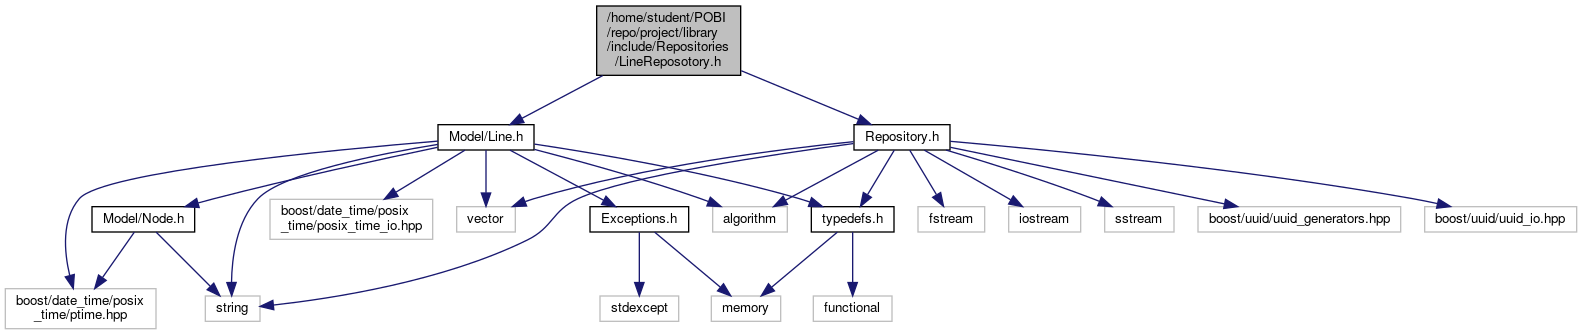 /home/student/POBI
/repo/project/library
/include/Repositories
/LineReposotory.h
Model/Line.h
Repository.h
Model/Node.h
boost/date_time/posix
_time/posix_time_io.hpp
vector
Exceptions.h
algorithm
typedefs.h
fstream
iostream
sstream
boost/uuid/uuid_generators.hpp
boost/uuid/uuid_io.hpp
boost/date_time/posix
_time/ptime.hpp
string
stdexcept
memory
functional